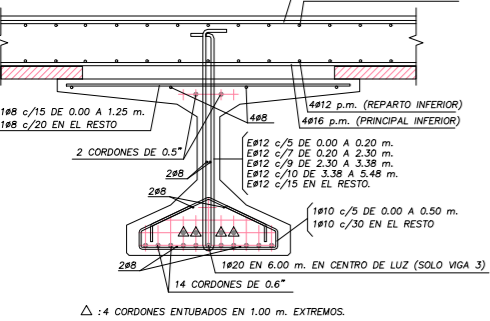 4ø12 p.m. (REPARTO INFERIOR)
1ø8 c/15 DE 0.00 A 1.25 m.
4ø8
4ø16 p.m. (PRINCIPAL INFERIOR)
1ø8 c/20 EN EL RESTO
Eø12 c/5 DE 0.00 A 0.20 m.
2 CORDONES DE 0.5"
Eø12 c/7 DE 0.20 A 2.30 m.
Eø12 c/9 DE 2.30 A 3.38 m.
2ø8
Eø12 c/10 DE 3.38 A 5.48 m.
Eø12 c/15 EN EL RESTO.
2ø8
1ø10 c/5 DE 0.00 A 0.50 m.
1ø10 c/30 EN EL RESTO
2ø8
1ø20 EN 6.00 m. EN CENTRO DE LUZ (SOLO VIGA 3)
14 CORDONES DE 0.6"
△ :4 CORDONES ENTUBADOS EN 1.00 m. EXTREMOS.